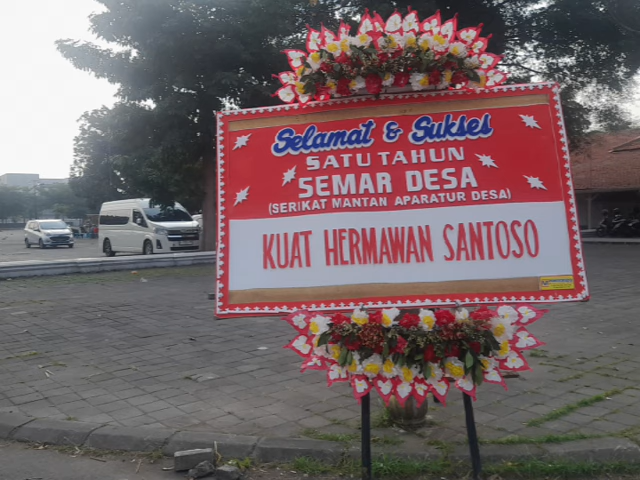 Selamat & Sukses
SATU TAHUN
SEMAR DESA
(SERIKAT MANTAN APARATUR DESA)
KUAT HERMAWAN SANTOSO